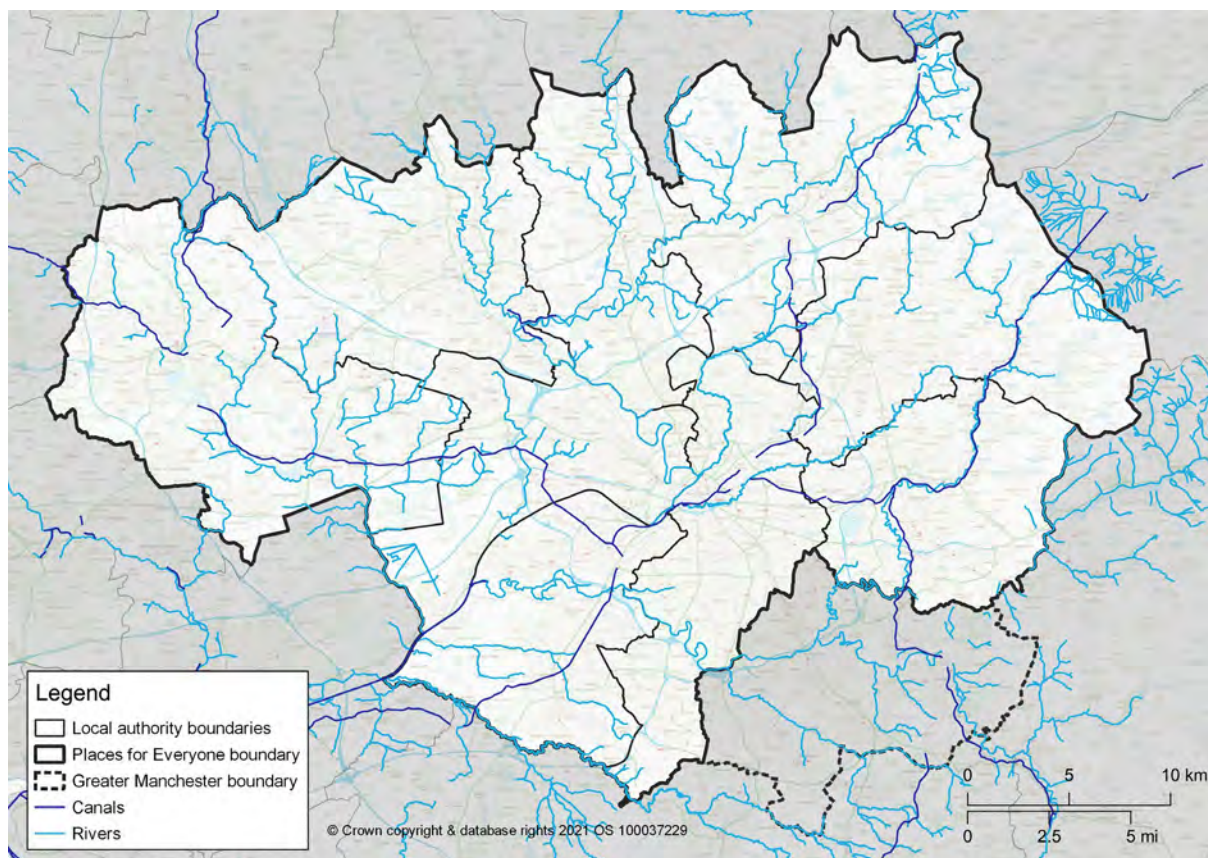 Legend
Local authority boundaries
Places for Everyone boundary
Greater Manchester boundary
Canals
Rivers
© Crown copyright & database rights 2021 OS 100037229
0 5 10 km
0 2.5 5 mi